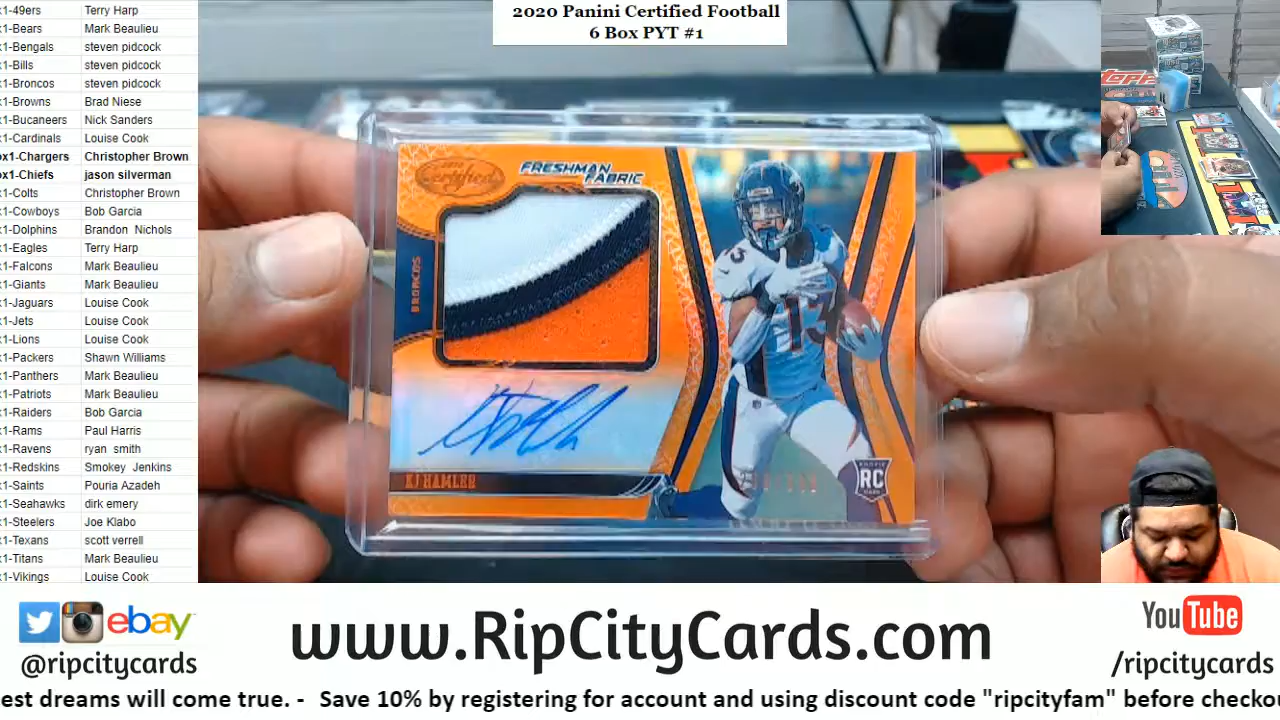 2020 Panini Certified Football
6 Box PYT #1
x1-49ers Terry Harp
x1-Bears Mark Beaulieu
x1-Bengals steven pidcock
x1-Bills steven pidcock
x1-Broncos steven pidcock
x1-Browns Brad Niese
x1-Bucaneers Nick Sanders
x1-Cardinals Louise Cook
ox1-Chargers Christopher Brown
ox1-Chiefs jason silverman
x1-Colts Christopher Brown
x1-Cowboys Bob Garcia
x1-Dolphins Brandon Nichols
x1-Eagles Terry Harp
x1-Falcons Mark Beaulieu
x1-Giants Mark Beaulieu
x1-Jaguars Louise Cook
x1-Jets Louise Cook
x1-Lions Louise Cook
x1-Packers Shawn Williams
x1-Panthers Mark Beaulieu
x1-Patriots Mark Beaulieu
x1-Raiders Bob Garcia
x1-Rams Paul Harris
x1-Ravens ryan smith
x1-Redskins Smokey Jenkins
x1-Saints Pouria Azadeh
x1-Seahawks dirk emery
x1-Steelers Joe Klabo
x1-Texans scott verrell
x1-Titans Mark Beaulieu
x1-Vikings Louise Cook
Certified
FRESHMAN
FABRIC
BRONCOS
KJ HAMLER
13
RC
TOPPS
ebay
@ripcitycards
www.RipCityCards.com
YouTube
/ripcitycards
est dreams will come true. - Save 10% by registering for account and using discount code "ripcityfam" before checko